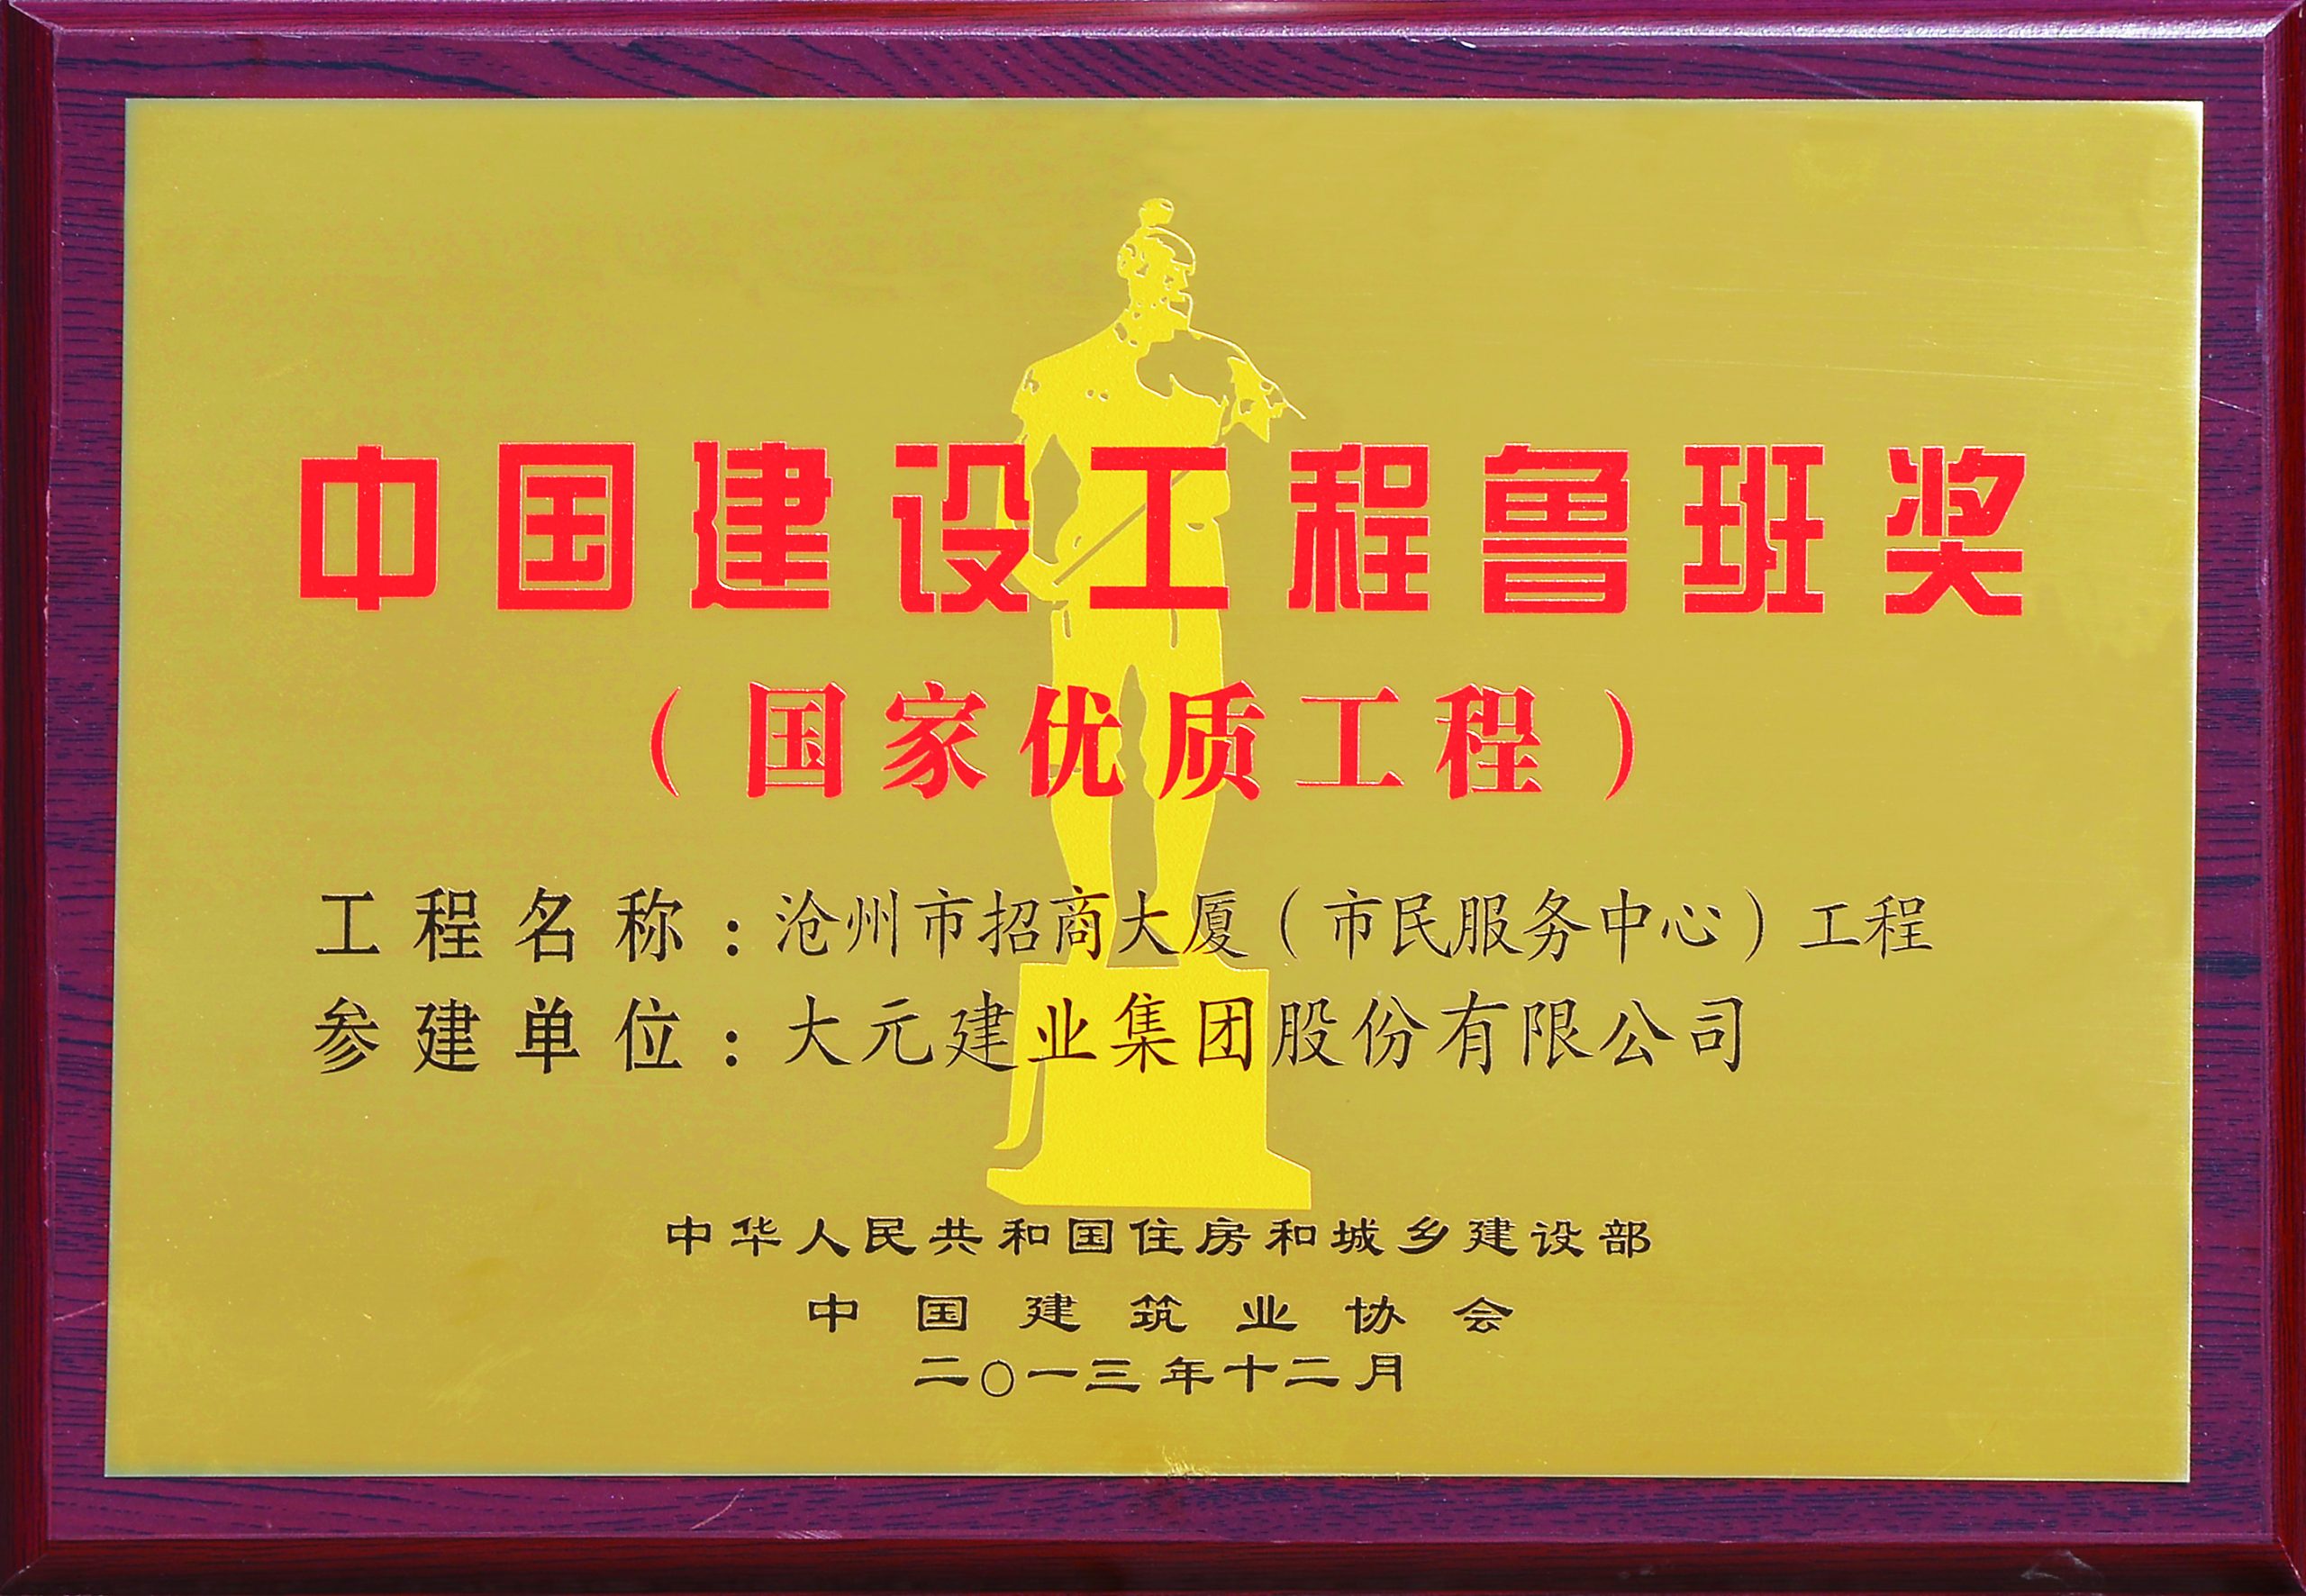 中国建设工程鲁班奖
（国家优质工程）
工程名称：沧州市招商大厦（市民服务中心）工程
参建单位：大元建业集团股份有限公司
中华人民共和国住房和城乡建设部
中国建筑业协会
二〇一三年十二月